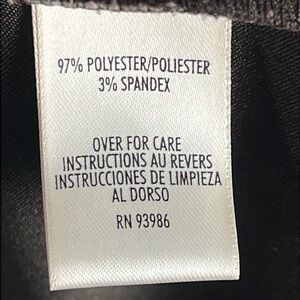 97% POLYESTER/POLIESTER
3% SPANDEX
OVER FOR CARE
INSTRUCTIONS AU REVERS
INSTRUCCIONES DE LIMPIEZA
AL DORSO
RN 93986